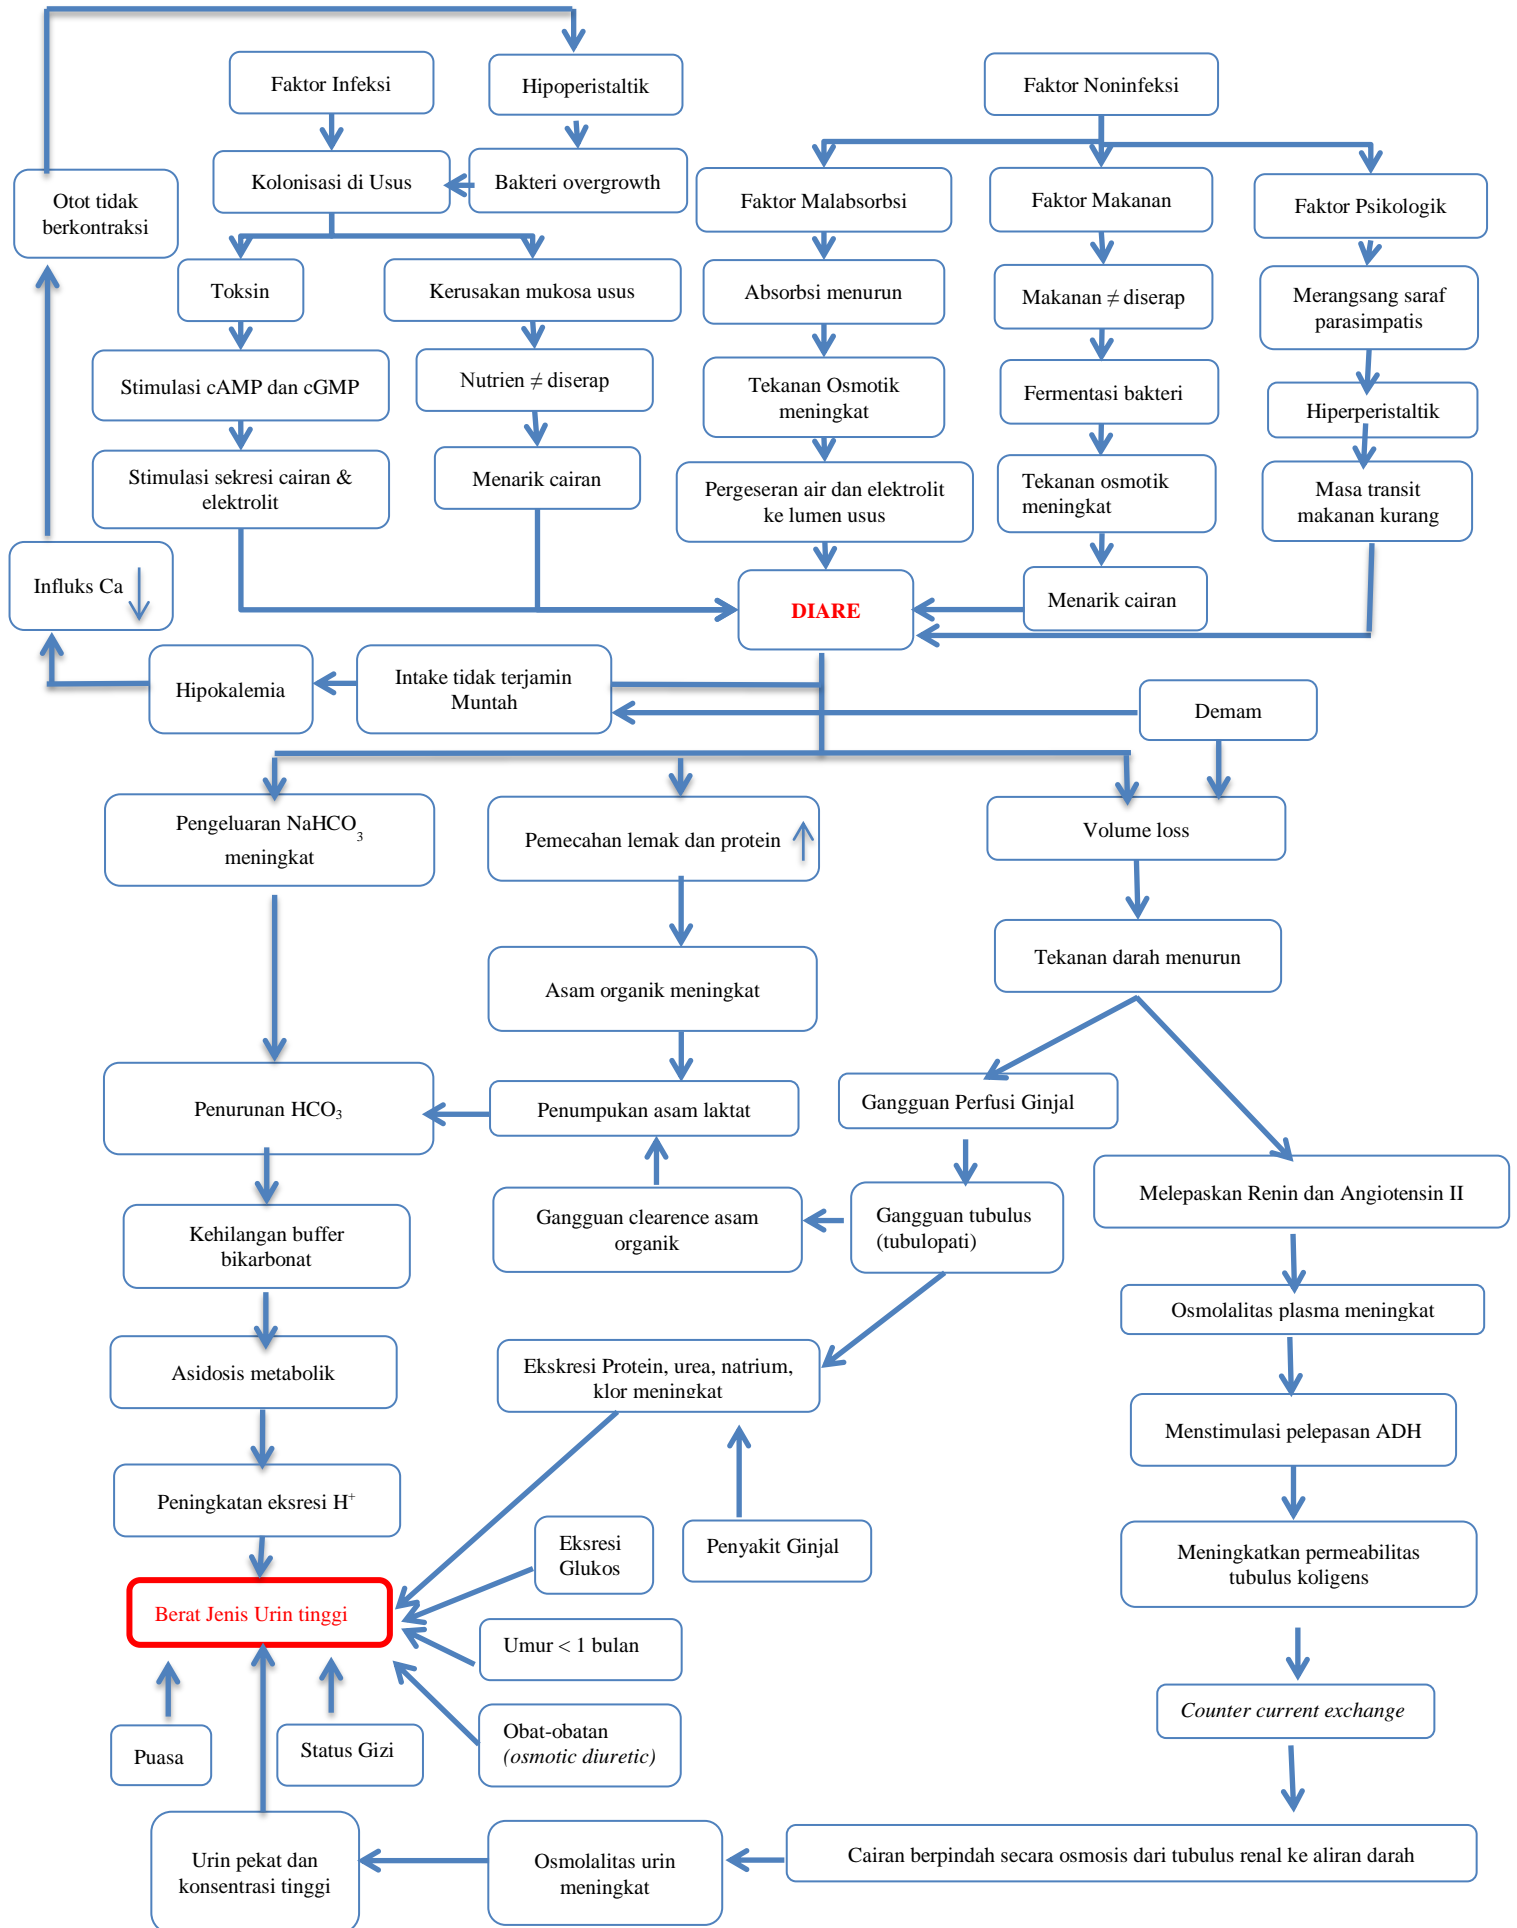 Faktor Infeksi
Hipoperistaltik
Faktor Noninfeksi
Otot tidak
berkontraksi
Kolonisasi di Usus
Bakteri overgrowth
Faktor Malabsorbsi
Faktor Makanan
Faktor Psikologik
Toksin
Kerusakan mukosa usus
Absorbsi menurun
Makanan ≠ diserap
Merangsang saraf
parasimpatis
Stimulasi cAMP dan cGMP
Nutrien ≠ diserap
Tekanan Osmotik
meningkat
Fermentasi bakteri
Hiperperistaltik
Stimulasi sekresi cairan &
elektrolit
Menarik cairan
Pergeseran air dan elektrolit
ke lumen usus
Tekanan osmotik
meningkat
Masa transit
makanan kurang
Influks Ca
DIARE
Menarik cairan
Hipokalemia
Intake tidak terjamin
Muntah
Demam
Pengeluaran NaHCO3
meningkat
Pemecahan lemak dan protein
Volume loss
Tekanan darah menurun
Asam organik meningkat
Penurunan HCO3
Penumpukan asam laktat
Gangguan Perfusi Ginjal
Melepaskan Renin dan Angiotensin II
Kehilangan buffer
bikarbonat
Gangguan clearence asam
organik
Gangguan tubulus
(tubulopati)
Osmolalitas plasma meningkat
Asidosis metabolik
Ekskresi Protein, urea, natrium,
klor meningkat
Menstimulasi pelepasan ADH
Peningkatan eksresi H+
Eksresi
Glukos
Penyakit Ginjal
Meningkatkan permeabilitas
tubulus koligens
Berat Jenis Urin tinggi
Umur < 1 bulan
Counter current exchange
Puasa
Status Gizi
Obat-obatan
(osmotic diuretic)
Urin pekat dan
konsentrasi tinggi
Osmolalitas urin
meningkat
Cairan berpindah secara osmosis dari tubulus renal ke aliran darah